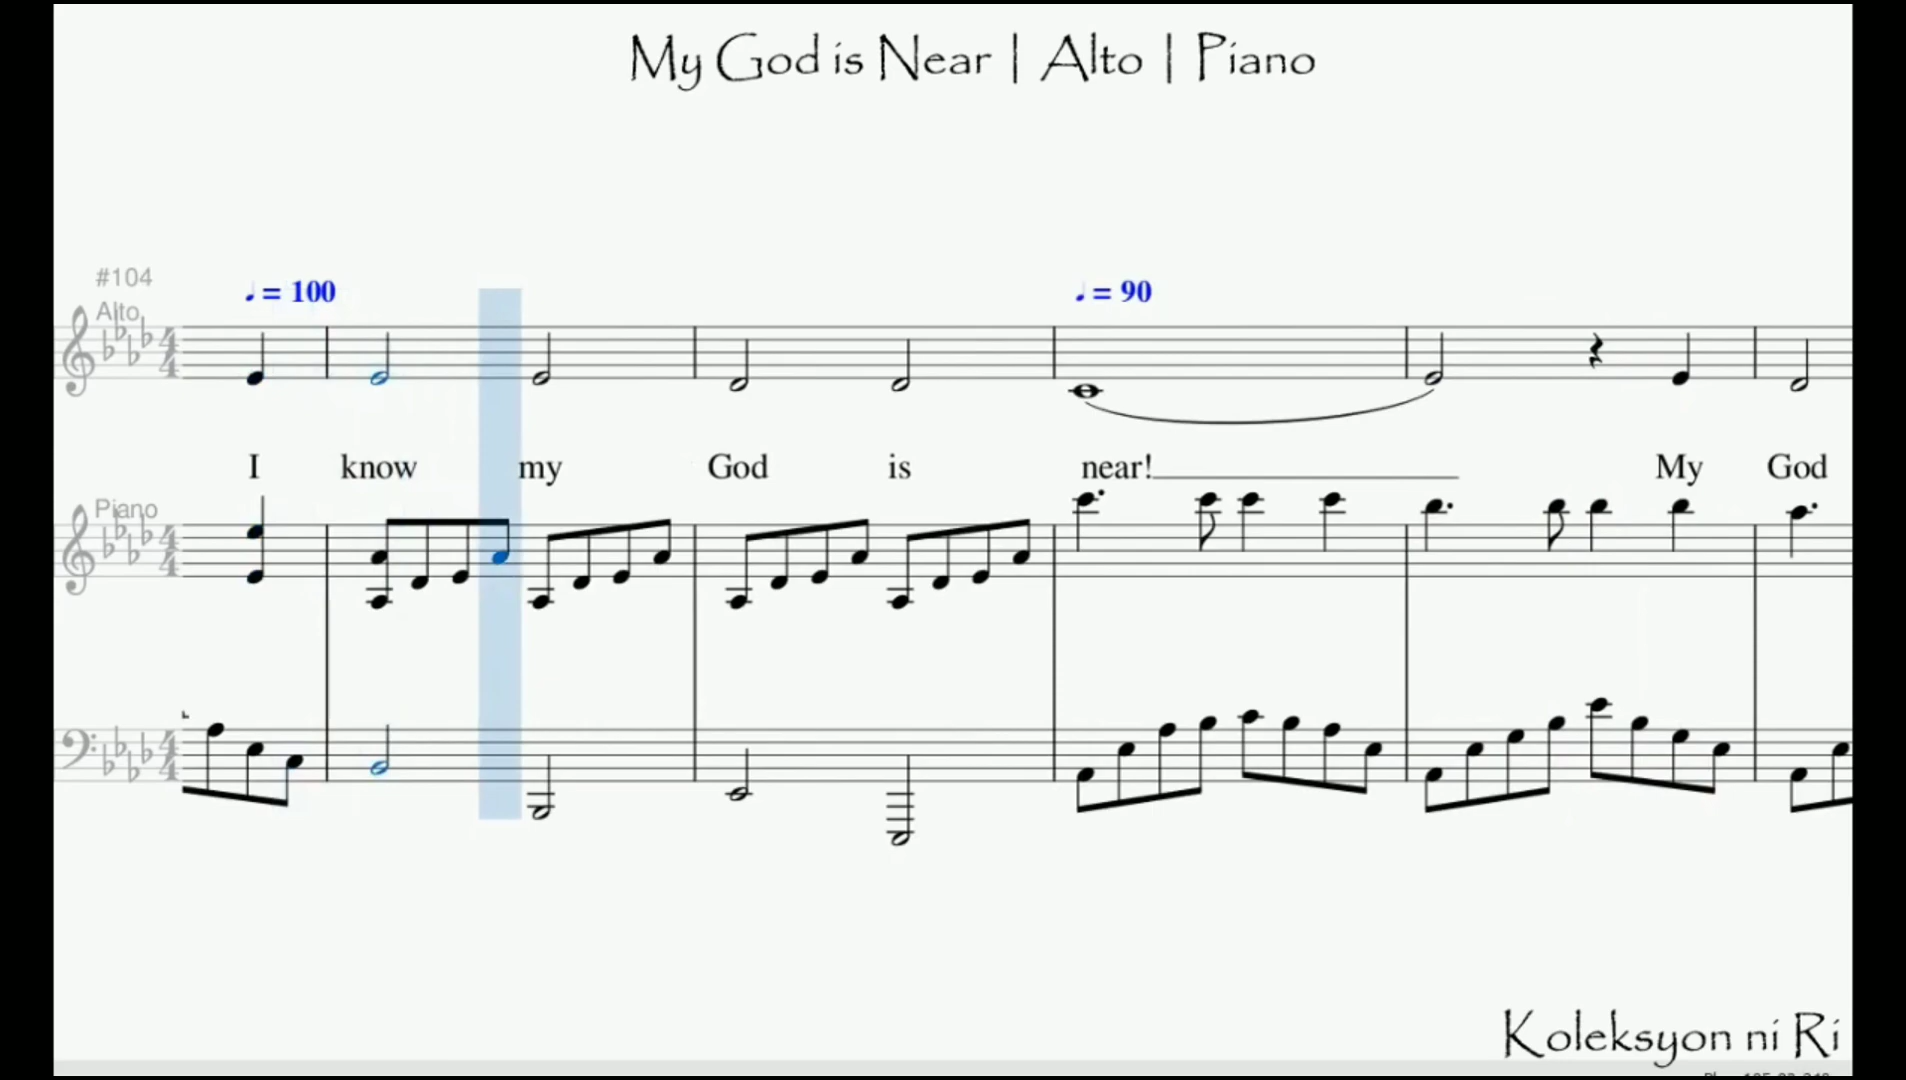 My God is Near | Alto | Piano
#104
♩ = 100
♩ = 90
Alto
I know my God is near! My God
Piano
Koleksyon ni Ri